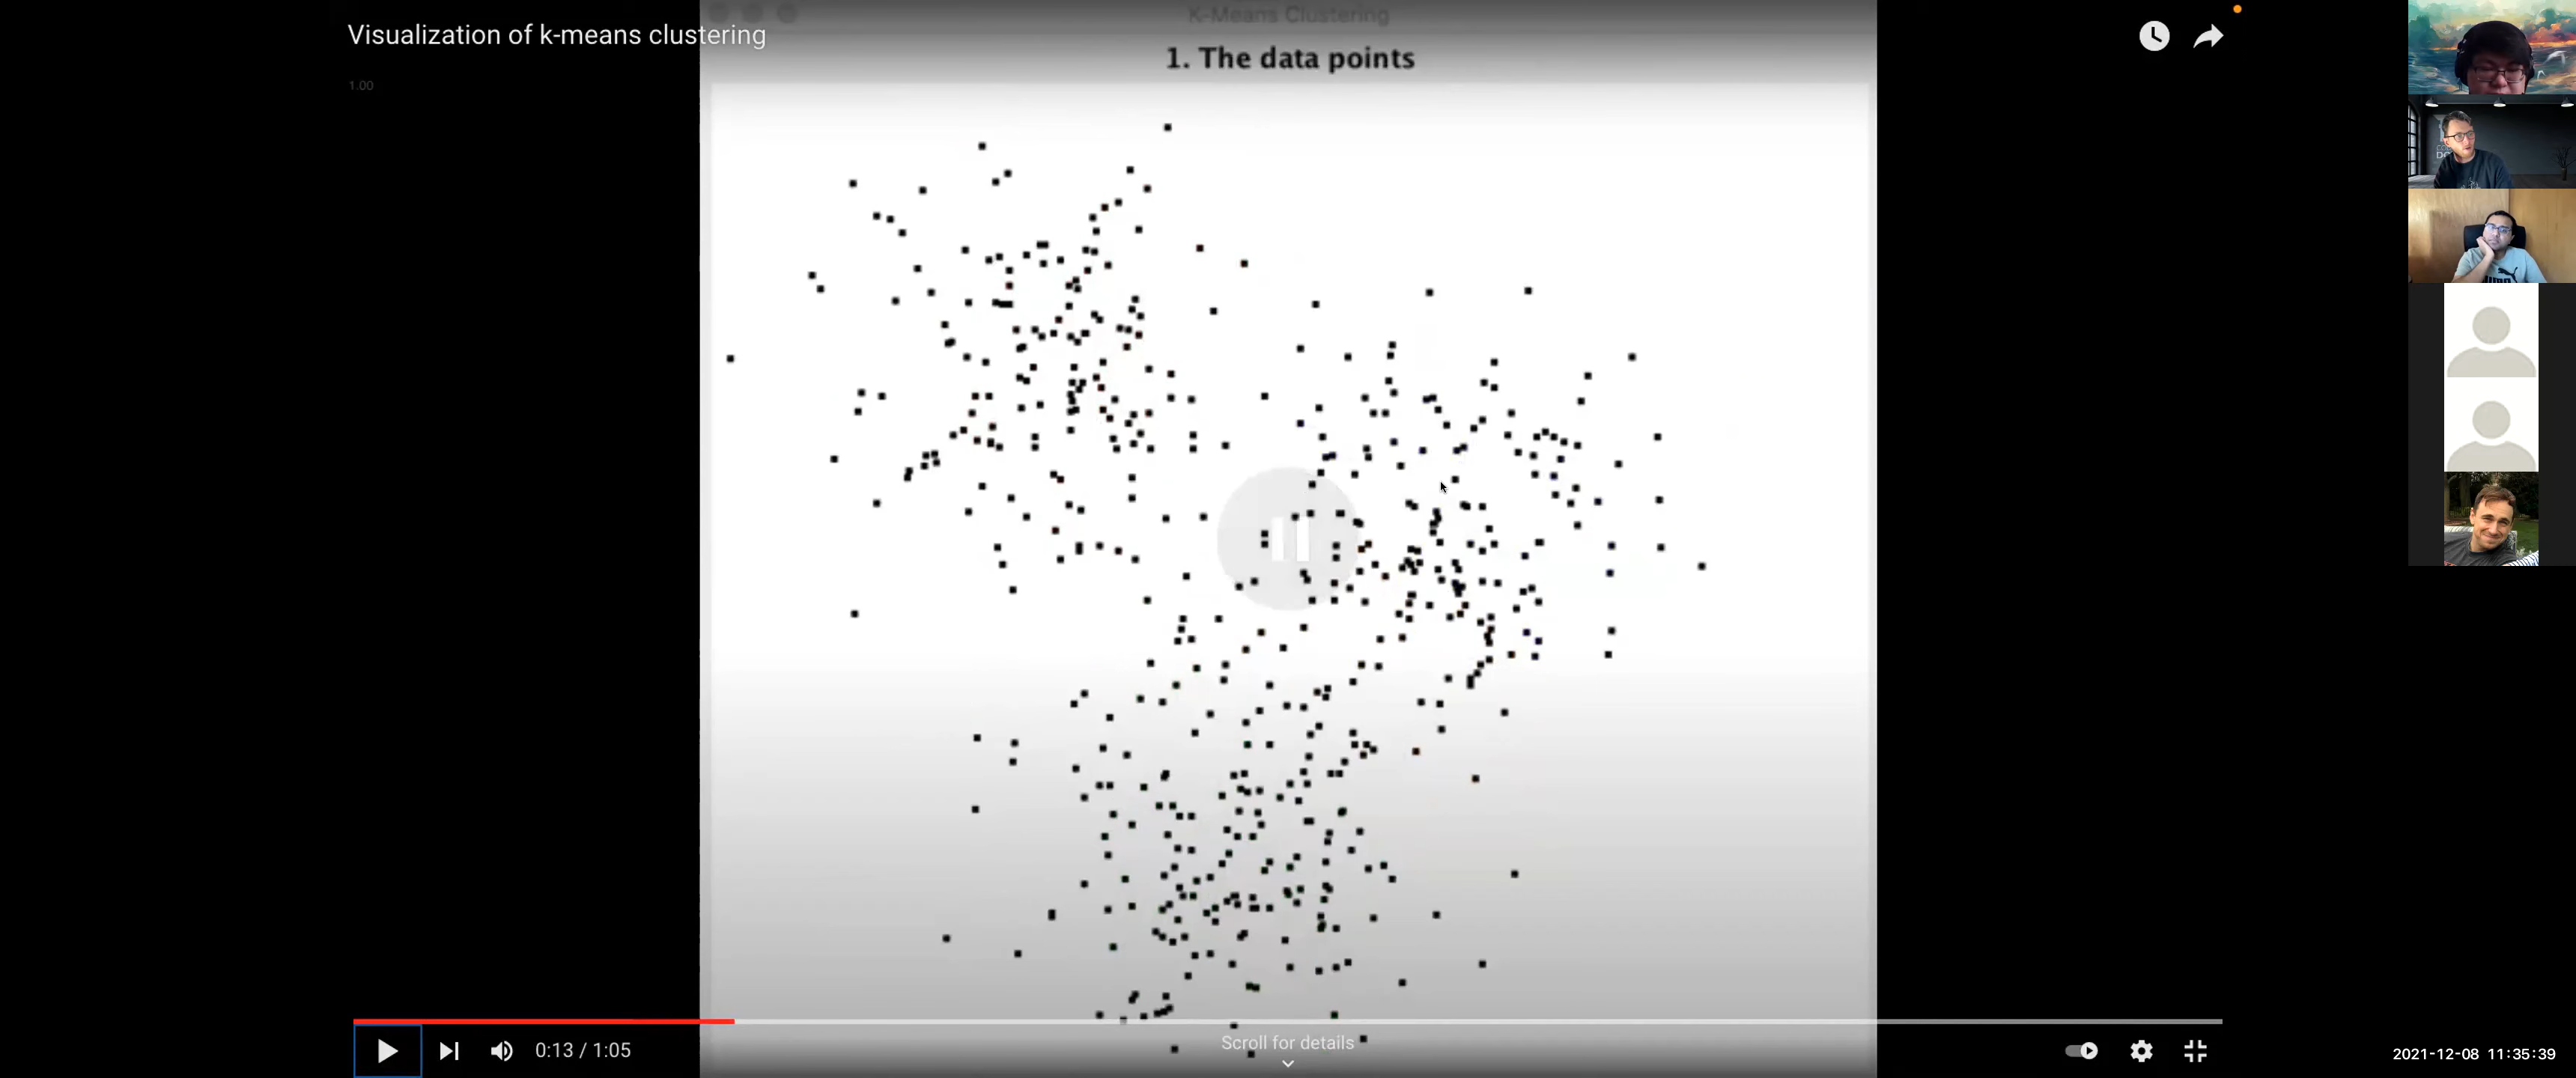 K-Means Clustering
Visualization of k-means clustering
1. The data points
1.00
Scroll for details
0:13 / 1:05
2021-12-08 11:35:39